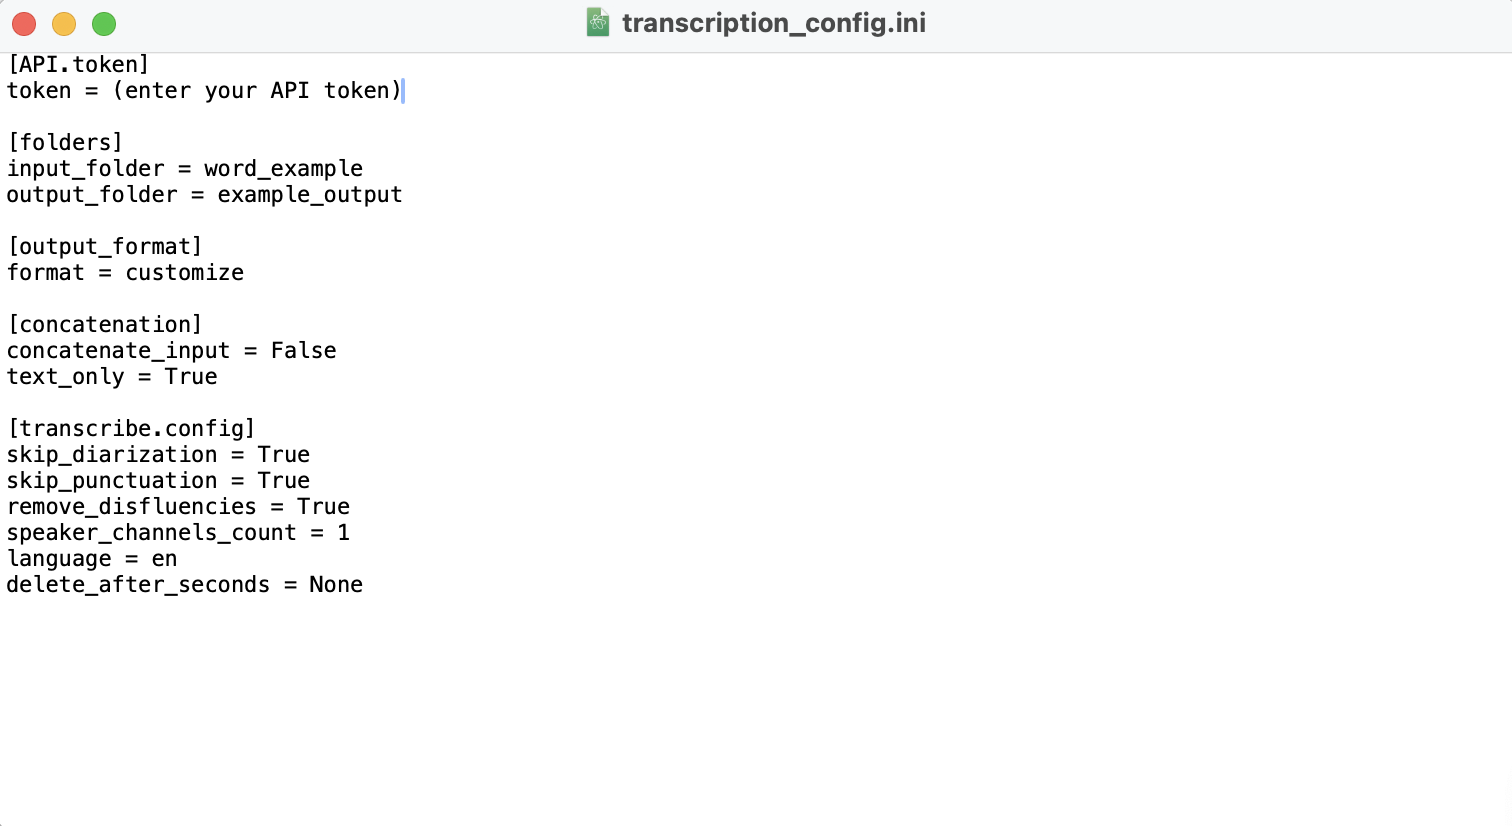 transcription_config.ini
[API.token]
token = (enter your API token)
[folders]
input_folder = word_example
output_folder = example_output
[output_format]
format = customize
[concatenation]
concatenate_input = False
text_only = True
[transcribe.config]
skip_diarization = True
skip_punctuation = True
remove_disfluencies = True
speaker_channels_count = 1
language = en
delete_after_seconds = None